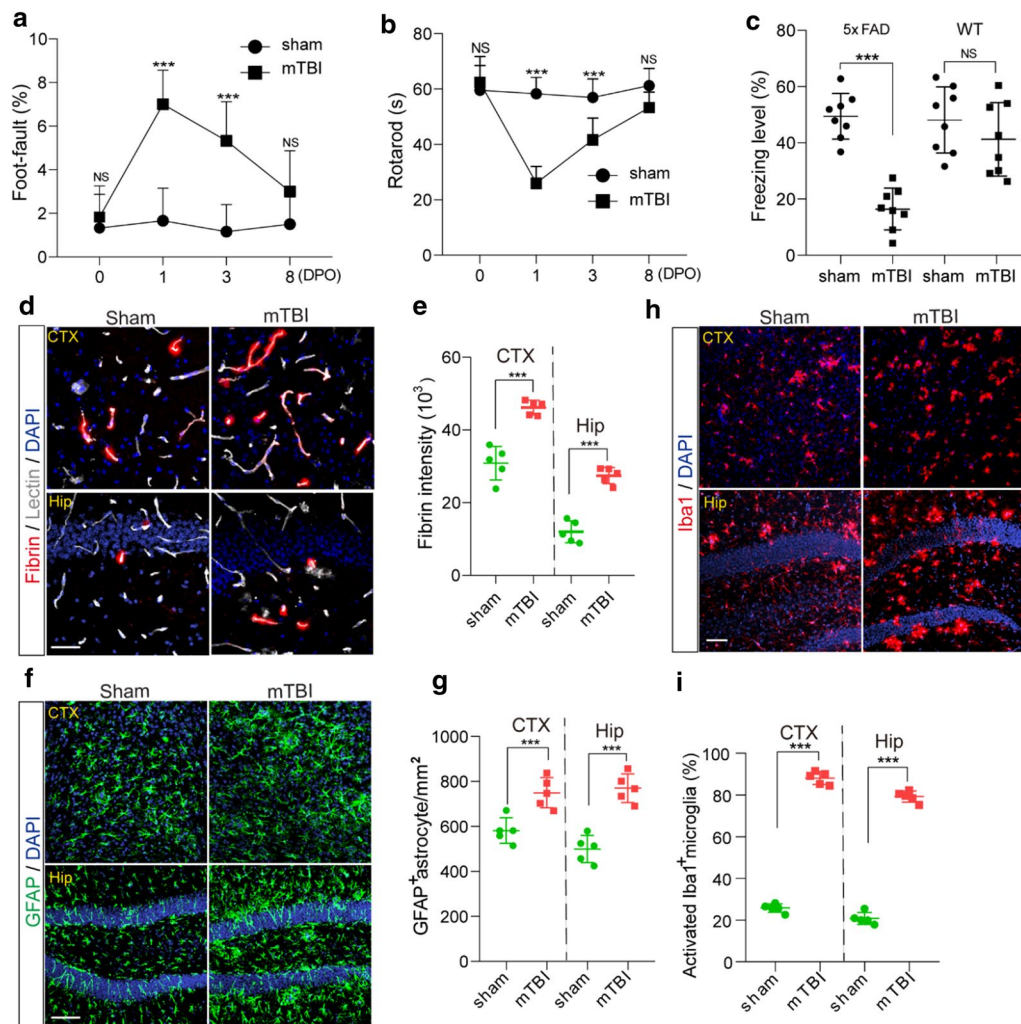 a
10
8
6
4
2
0
Foot-fault (%)
sham
mTBI
NS
***
***
NS
0 1 3 8 (DPO)
b
80
60
40
20
0
Rotarod (s)
NS
***
***
NS
sham
mTBI
0 1 3 8 (DPO)
c
80
60
40
20
0
Freezing level (%)
5x FAD WT
***
NS
sham mTBI sham mTBI
d
Sham mTBI
CTX
Hip
Fibrin / Lectin / DAPI
e
60
40
20
0
Fibrin intensity (10³)
CTX
***
Hip
***
sham mTBI sham mTBI
h
Sham mTBI
CTX
Hip
Iba1 / DAPI
f
Sham mTBI
CTX
Hip
GFAP / DAPI
g
1000
800
600
400
200
0
GFAP⁺astrocyte/mm²
CTX
***
Hip
***
sham mTBI sham mTBI
i
100
80
60
40
20
0
Activated Iba1⁺microglia (%)
CTX
***
Hip
***
sham mTBI sham mTBI